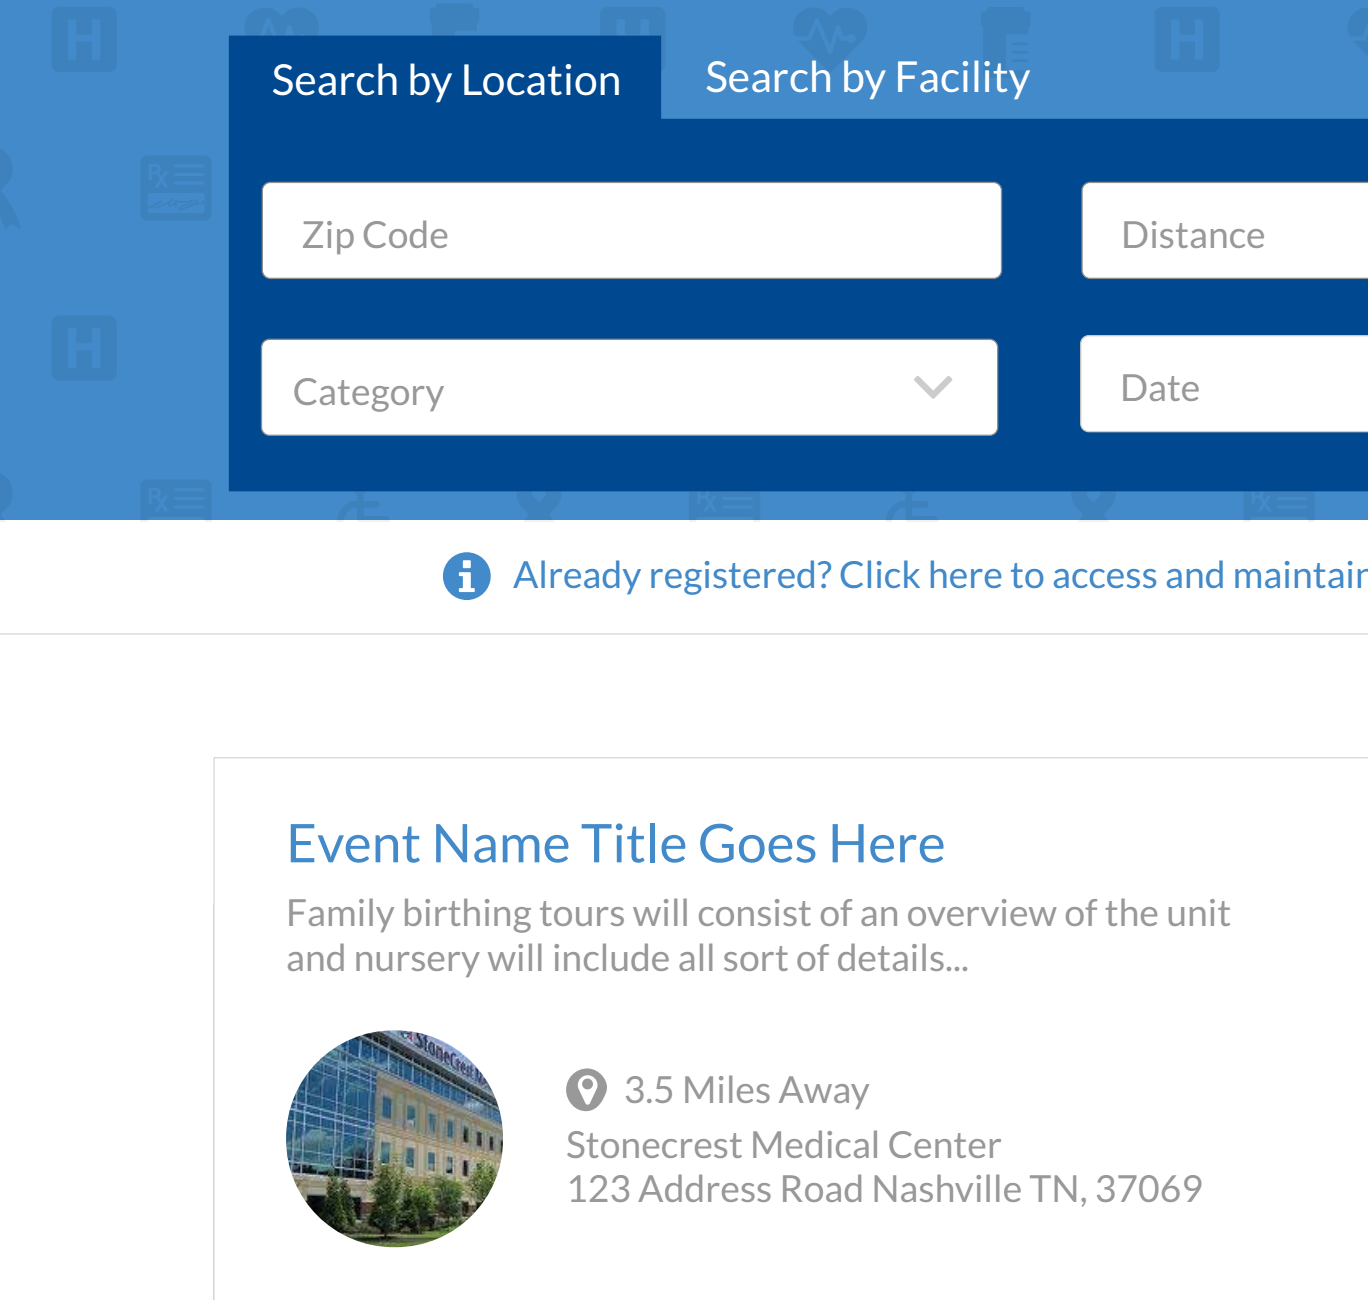 Search by Location
Search by Facility
Zip Code
Distance
Category
Date
Already registered? Click here to access and maintain
Event Name Title Goes Here
Family birthing tours will consist of an overview of the unit
and nursery will include all sort of details...
StoneCrest
3.5 Miles Away
Stonecrest Medical Center
123 Address Road Nashville TN, 37069